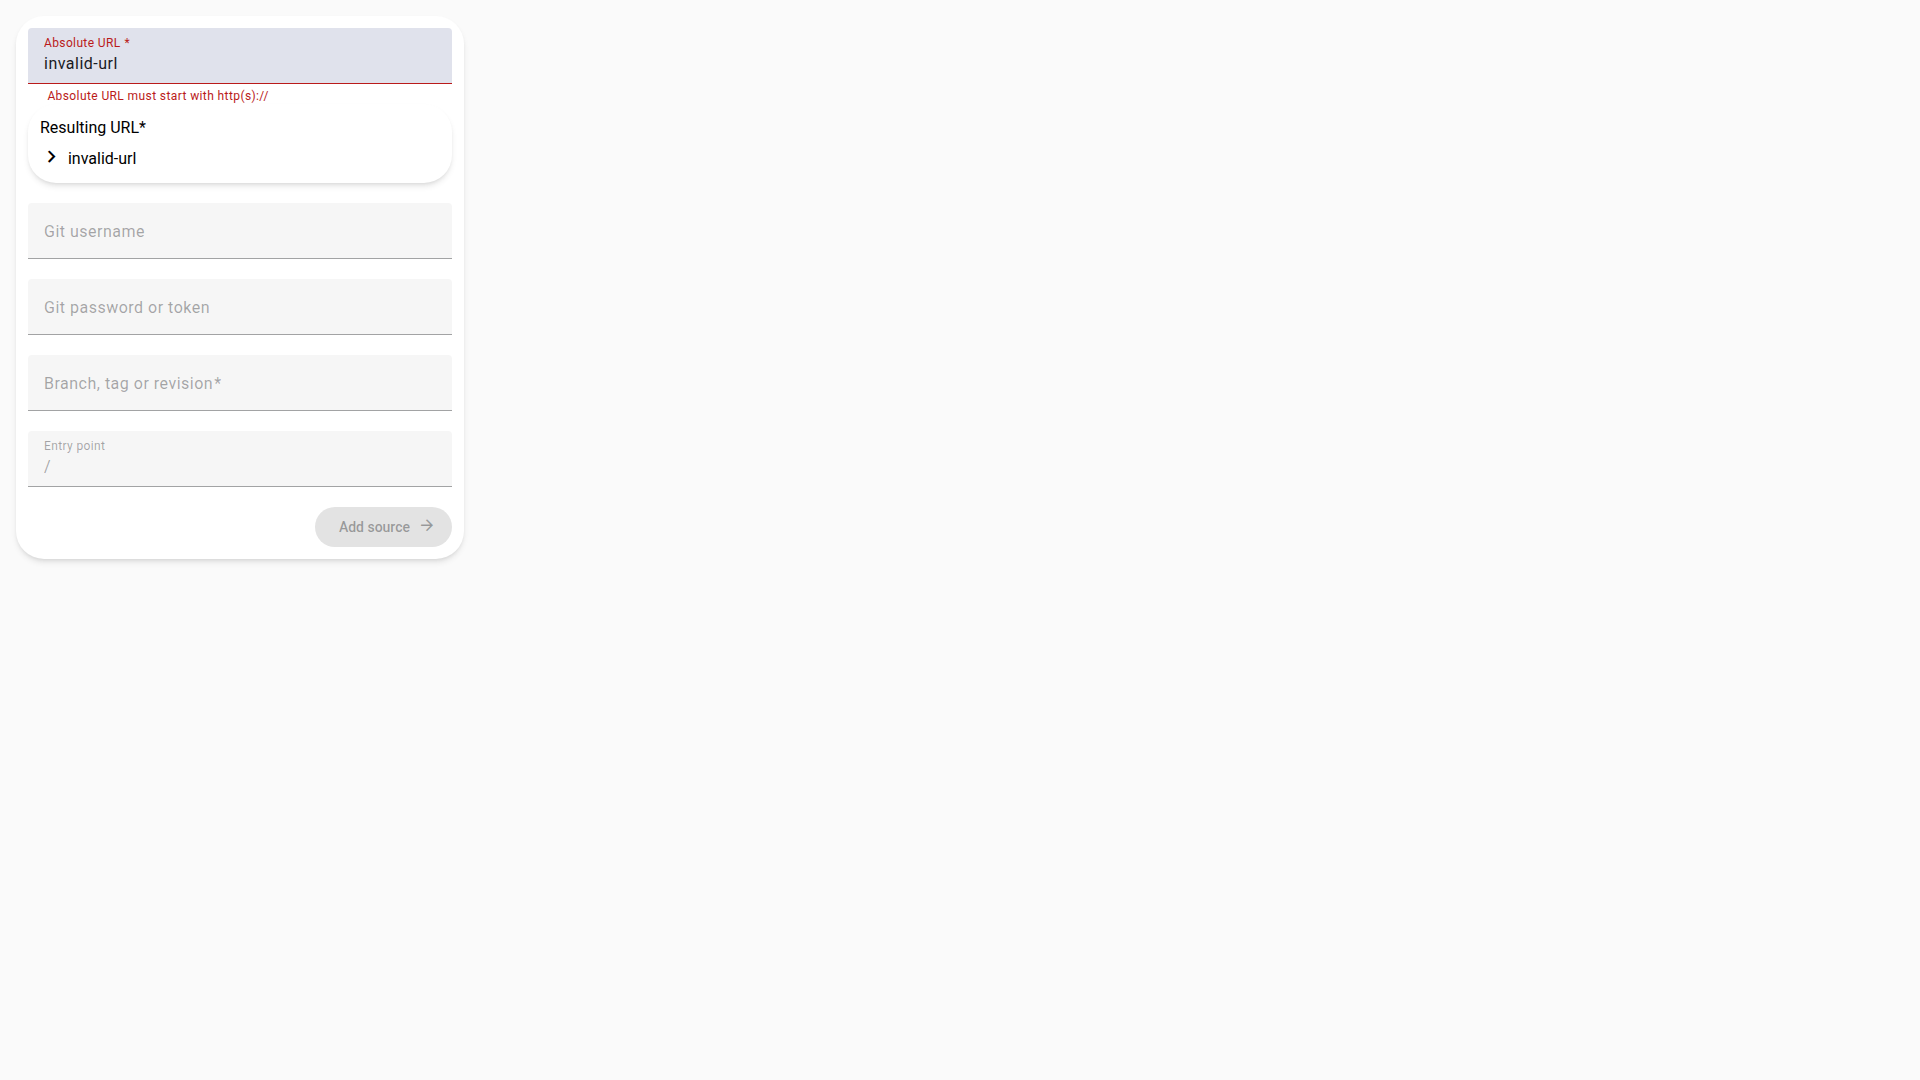 Absolute URL *
invalid-url
Absolute URL must start with http(s)://
Resulting URL*
invalid-url
Git username
Git password or token
Branch, tag or revision*
Entry point
/
Add source